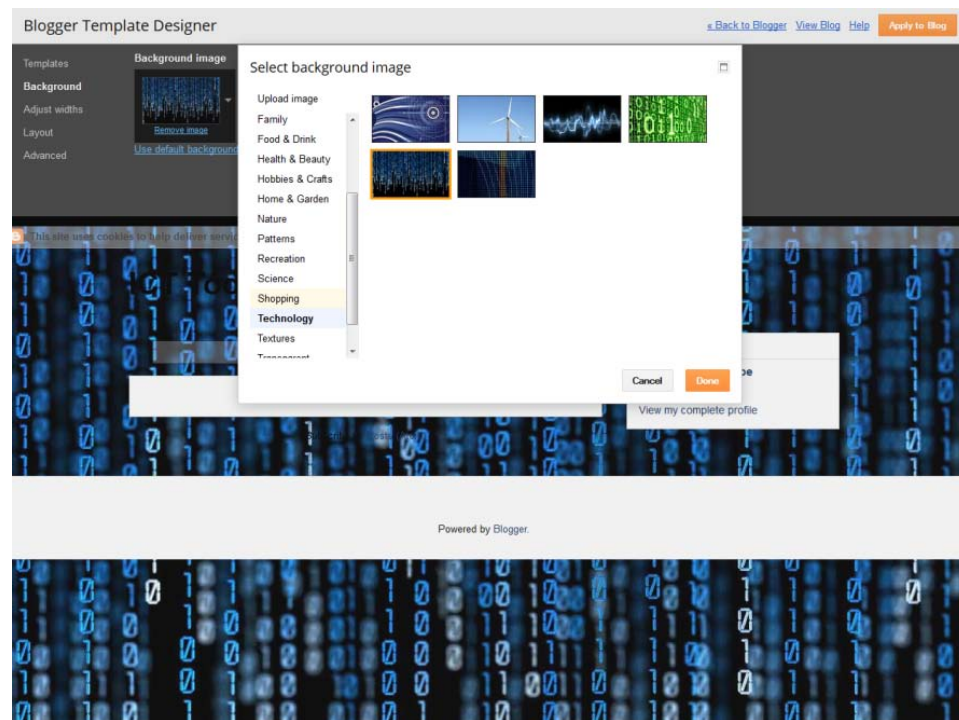 Blogger Template Designer
« Back to Blogger View Blog Help Apply to Blog
Templates
Background
Adjust widths
Layout
Advanced
Background image
Remove image
Use default background
Select background image
Upload image
Family
Food & Drink
Health & Beauty
Hobbies & Crafts
Home & Garden
Nature
Patterns
Recreation
Science
Shopping
Technology
Textures
Transparent
Cancel Done
This site uses cookies to help deliver
View my complete profile
Powered by Blogger.